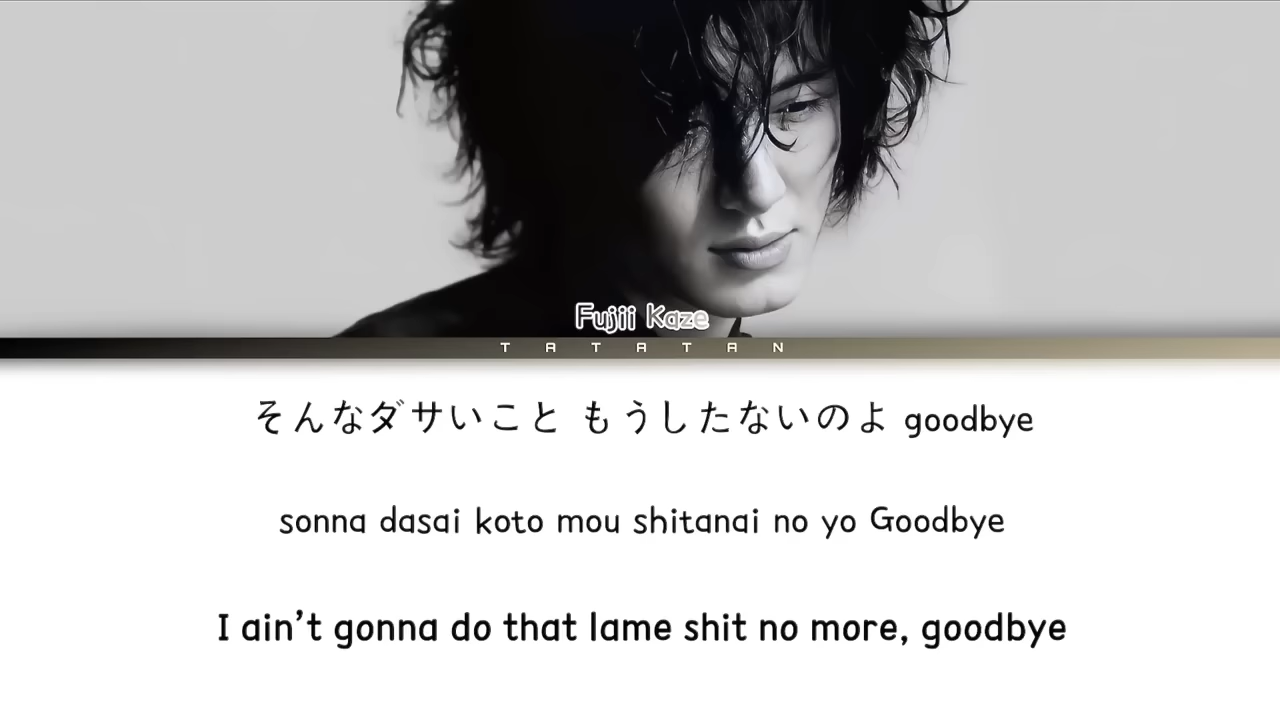 Fujii Kaze
TATATAN
そんなダサいこと もうしたないのよ goodbye
sonna dasai koto mou shitanai no yo Goodbye
I ain't gonna do that lame shit no more, goodbye